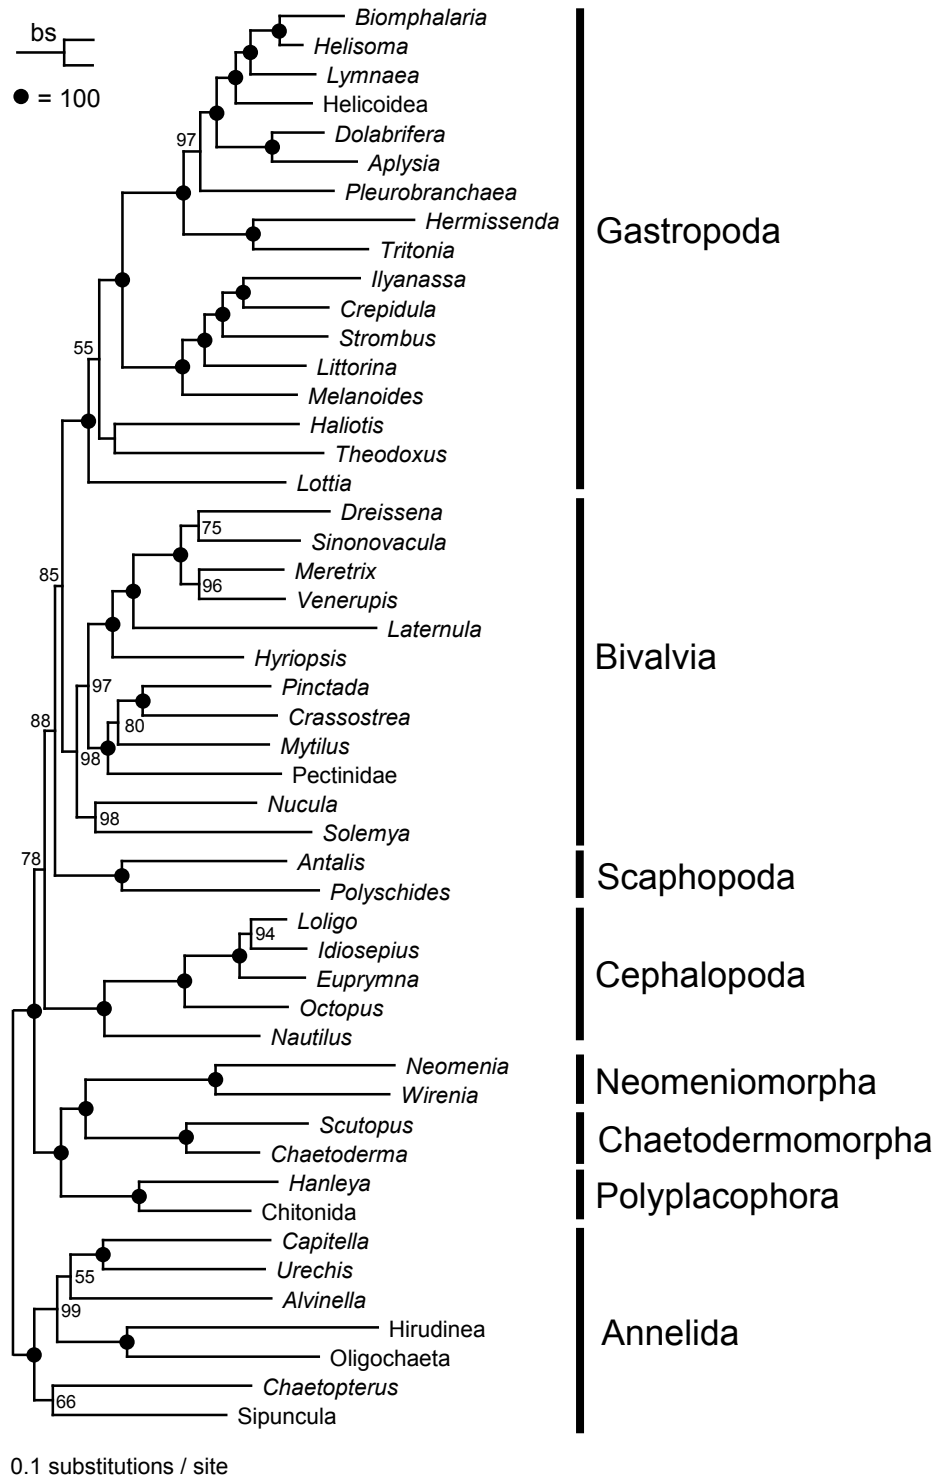 bs
= 100
Biomphalaria
Helisoma
Lymnaea
Helicoidea
Dolabrifera
97
Aplysia
Pleurobranchaea
Hermissenda
Gastropoda
Tritonia
Ilyanassa
Crepidula
Strombus
55
Littorina
Melanoides
Haliotis
Theodoxus
Lottia
Dreissena
75
Sinonovacula
Meretrix
85
96
Venerupis
Laternula
Bivalvia
Hyriopsis
Pinctada
97
Crassostrea
88
80
Mytilus
98
Pectinidae
Nucula
98
Solemya
78
Antalis
Scaphopoda
Polyschides
Loligo
94
Idiosepius
Cephalopoda
Euprymna
Octopus
Nautilus
Neomenia
Neomeniomorpha
Wirenia
Scutopus
Chaetodermomorpha
Chaetoderma
Hanleya
Polyplacophora
Chitonida
Capitella
Urechis
55
Alvinella
99
Hirudinea
Annelida
Oligochaeta
Chaetopterus
66
Sipuncula
0.1 substitutions / site